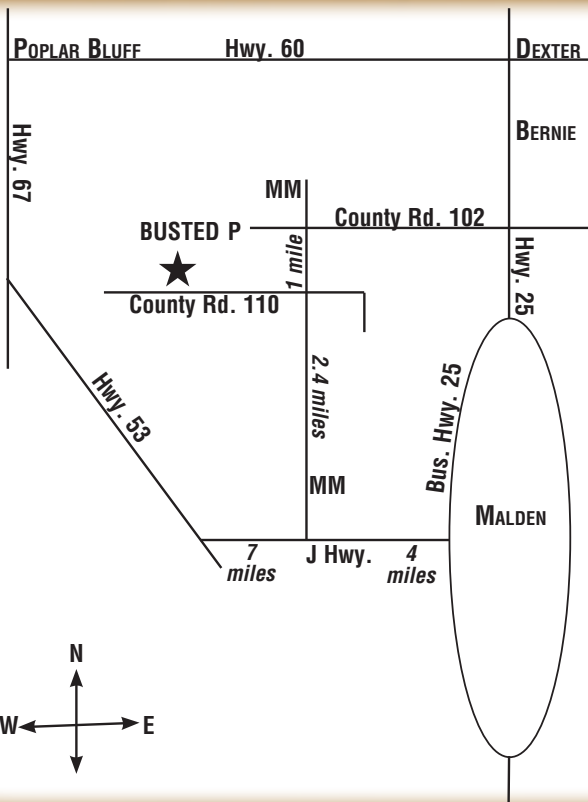 POPLAR BLUFF
Hwy. 60
DEXTER
Hwy. 67
BERNIE
MM
County Rd. 102
BUSTED P
1 mile
Hwy. 25
County Rd. 110
2.4 miles
Hwy. 53
Bus. Hwy. 25
MM
MALDEN
7
miles
J Hwy.
4
miles
N
W
E